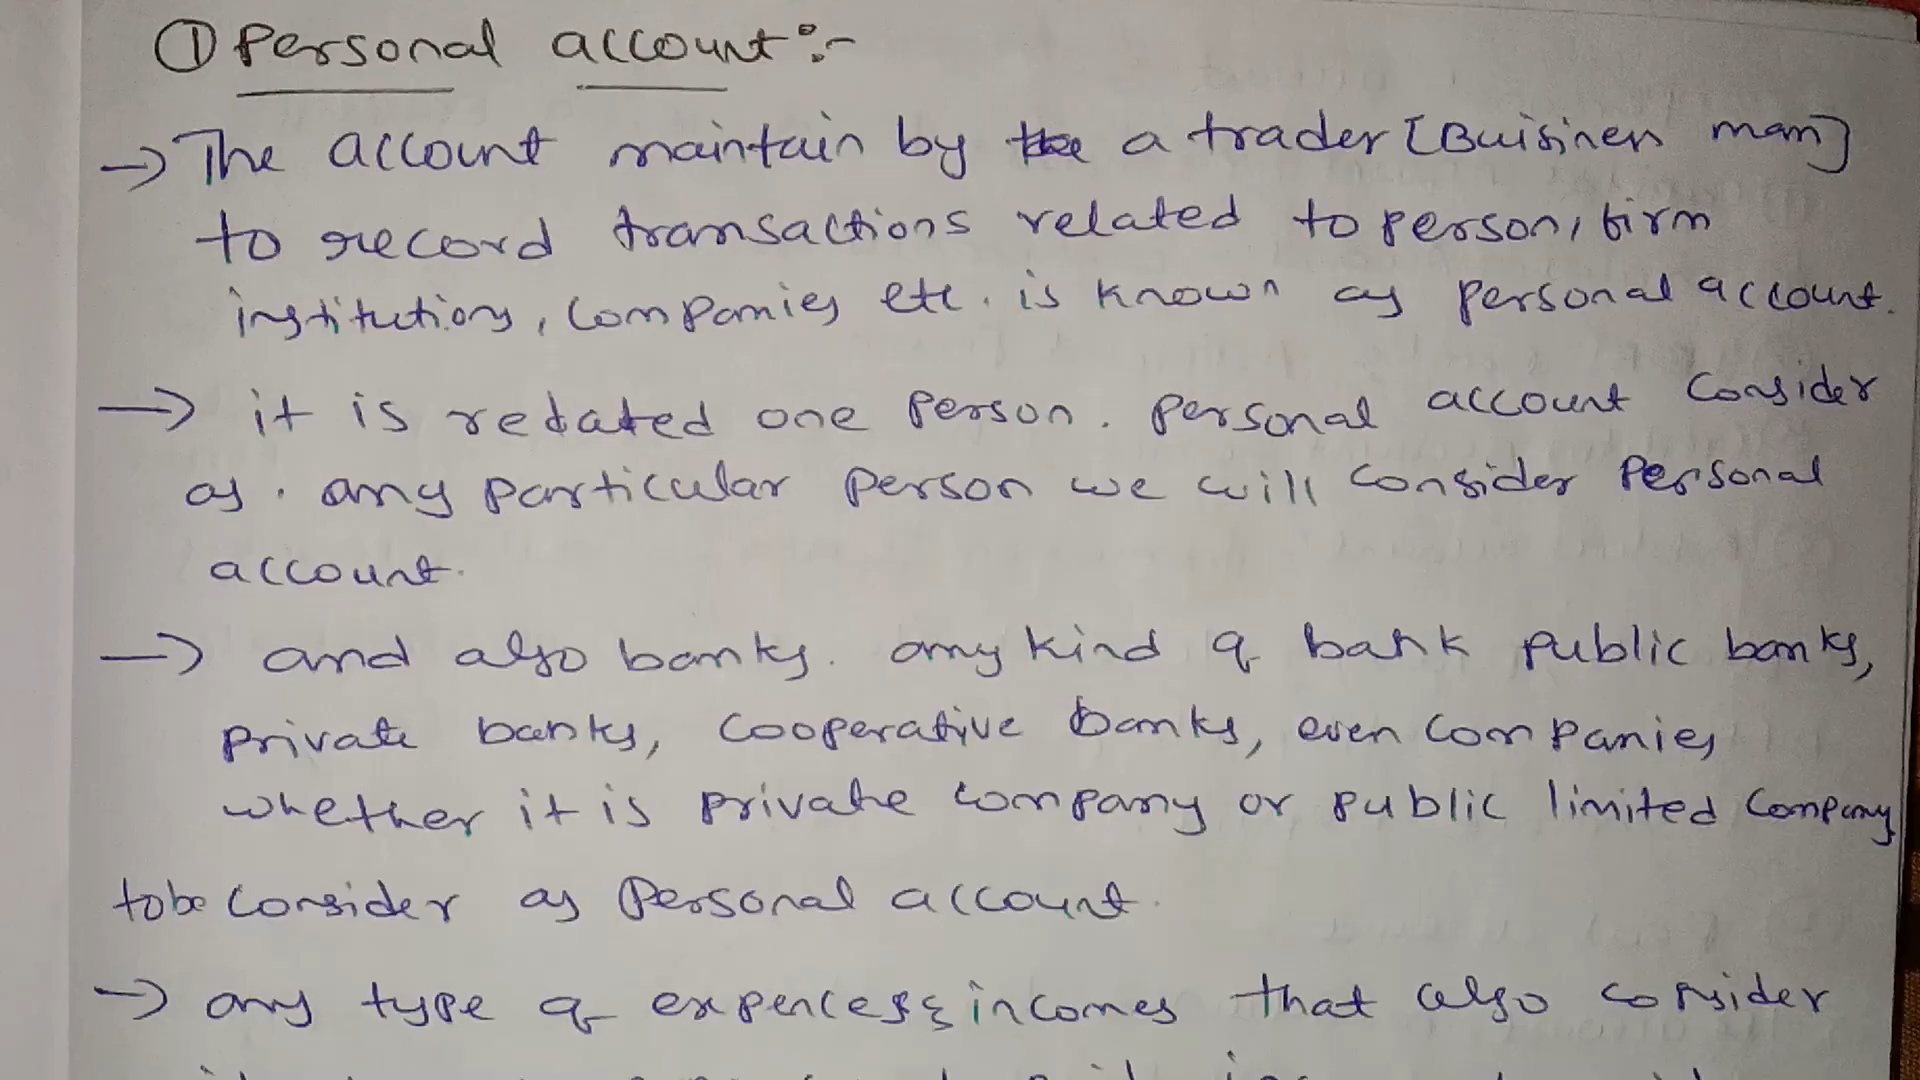 ① Personal account:-
→ The account maintain by a trader [Buisiness man]
to record transactions related to person, firm
institutions, companies etc. is known as personal account.
→ it is related one person. personal account consider
as. any particular person we will consider personal
account.
→ and also banks. any kind of bank public banks,
private banks, cooperative banks, even companies
whether it is private company or public limited company
to be consider as personal account.
→ any type of expences & incomes that also consider